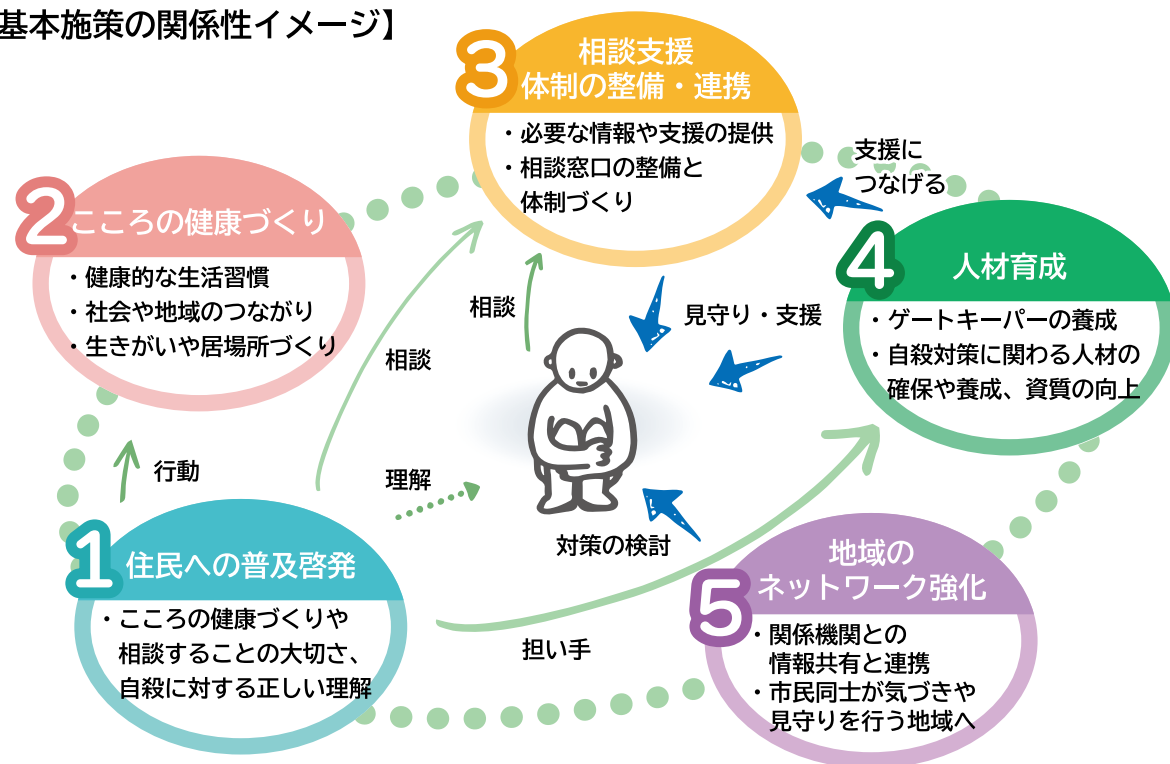 基本施策の関係性イメージ】
3
相談支援
体制の整備・連携
・必要な情報や支援の提供
・相談窓口の整備と
体制づくり
支援に
つなげる
2
こころの健康づくり
・健康的な生活習慣
・社会や地域のつながり
・生きがいや居場所づくり
4
人材育成
・ゲートキーパーの養成
・自殺対策に関わる人材の
確保や養成、資質の向上
相談
見守り・支援
相談
行動
理解
対策の検討
1
住民への普及啓発
・こころの健康づくりや
相談することの大切さ、
自殺に対する正しい理解
担い手
5
地域の
ネットワーク強化
・関係機関との
情報共有と連携
・市民同士が気づきや
見守りを行う地域へ